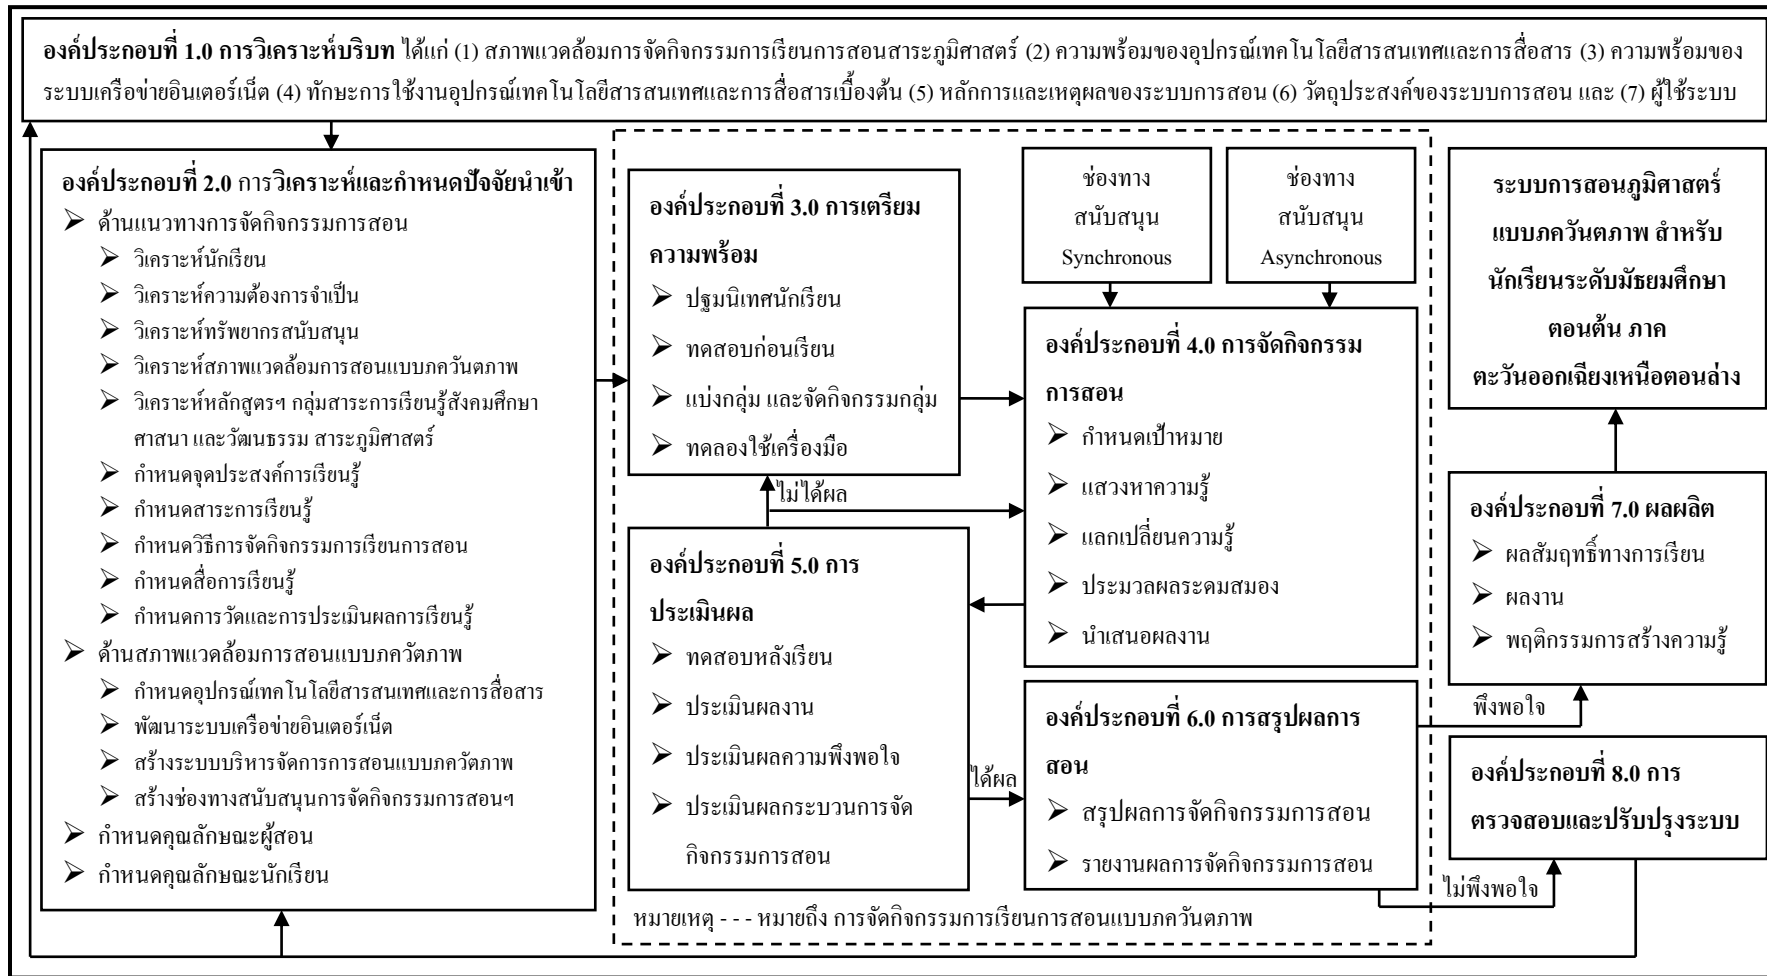 องค์ประกอบที่ 1.0 การวิเคราะห์บริบท ได้แก่ (1) สภาพแวดล้อมการจัดกิจกรรมการเรียนการสอนสาระภูมิศาสตร์ (2) ความพร้อมของอุปกรณ์เทคโนโลยีสารสนเทศและการสื่อสาร (3) ความพร้อมของ
ระบบเครือข่ายอินเตอร์เน็ต (4) ทักษะการใช้งานอุปกรณ์เทคโนโลยีสารสนเทศและการสื่อสารเบื้องต้น (5) หลักการและเหตุผลของระบบการสอน (6) วัตถุประสงค์ของระบบการสอน และ (7) ผู้ใช้ระบบ
องค์ประกอบที่ 2.0 การวิเคราะห์และกำหนดปัจจัยนำเข้า
➢ ด้านแนวทางการจัดกิจกรรมการสอน
➢ วิเคราะห์นักเรียน
➢ วิเคราะห์ความต้องการจำเป็น
➢ วิเคราะห์ทรัพยากรสนับสนุน
➢ วิเคราะห์สภาพแวดล้อมการสอนแบบภควันตภาพ
➢ วิเคราะห์หลักสูตรฯ กลุ่มสาระการเรียนรู้สังคมศึกษา
ศาสนา และวัฒนธรรม สาระภูมิศาสตร์
➢ กำหนดจุดประสงค์การเรียนรู้
➢ กำหนดสาระการเรียนรู้
➢ กำหนดวิธีการจัดกิจกรรมการเรียนการสอน
➢ กำหนดสื่อการเรียนรู้
➢ กำหนดการวัดและการประเมินผลการเรียนรู้
➢ ด้านสภาพแวดล้อมการสอนแบบภควัตภาพ
➢ กำหนดอุปกรณ์เทคโนโลยีสารสนเทศและการสื่อสาร
➢ พัฒนาระบบเครือข่ายอินเตอร์เน็ต
➢ สร้างระบบบริหารจัดการการสอนแบบภควัตภาพ
➢ สร้างช่องทางสนับสนุนการจัดกิจกรรมการสอนฯ
➢ กำหนดคุณลักษณะผู้สอน
➢ กำหนดคุณลักษณะนักเรียน
องค์ประกอบที่ 3.0 การเตรียม
ความพร้อม
➢ ปฐมนิเทศนักเรียน
➢ ทดสอบก่อนเรียน
➢ แบ่งกลุ่ม และจัดกิจกรรมกลุ่ม
➢ ทดลองใช้เครื่องมือ
ไม่ได้ผล
องค์ประกอบที่ 5.0 การ
ประเมินผล
➢ ทดสอบหลังเรียน
➢ ประเมินผลงาน
➢ ประเมินผลความพึงพอใจ
➢ ประเมินผลกระบวนการจัด
กิจกรรมการสอน
ได้ผล
ช่องทาง
สนับสนุน
Synchronous
ช่องทาง
สนับสนุน
Asynchronous
องค์ประกอบที่ 4.0 การจัดกิจกรรม
การสอน
➢ กำหนดเป้าหมาย
➢ แสวงหาความรู้
➢ แลกเปลี่ยนความรู้
➢ ประมวลผลระดมสมอง
➢ นำเสนอผลงาน
องค์ประกอบที่ 6.0 การสรุปผลการ
สอน
➢ สรุปผลการจัดกิจกรรมการสอน
➢ รายงานผลการจัดกิจกรรมการสอน
หมายเหตุ - - - หมายถึง การจัดกิจกรรมการเรียนการสอนแบบภควันตภาพ
ระบบการสอนภูมิศาสตร์
แบบภควันตภาพ สำหรับ
นักเรียนระดับมัธยมศึกษา
ตอนต้น ภาค
ตะวันออกเฉียงเหนือตอนล่าง
องค์ประกอบที่ 7.0 ผลผลิต
➢ ผลสัมฤทธิ์ทางการเรียน
➢ ผลงาน
➢ พฤติกรรมการสร้างความรู้
พึงพอใจ
องค์ประกอบที่ 8.0 การ
ตรวจสอบและปรับปรุงระบบ
ไม่พึงพอใจ